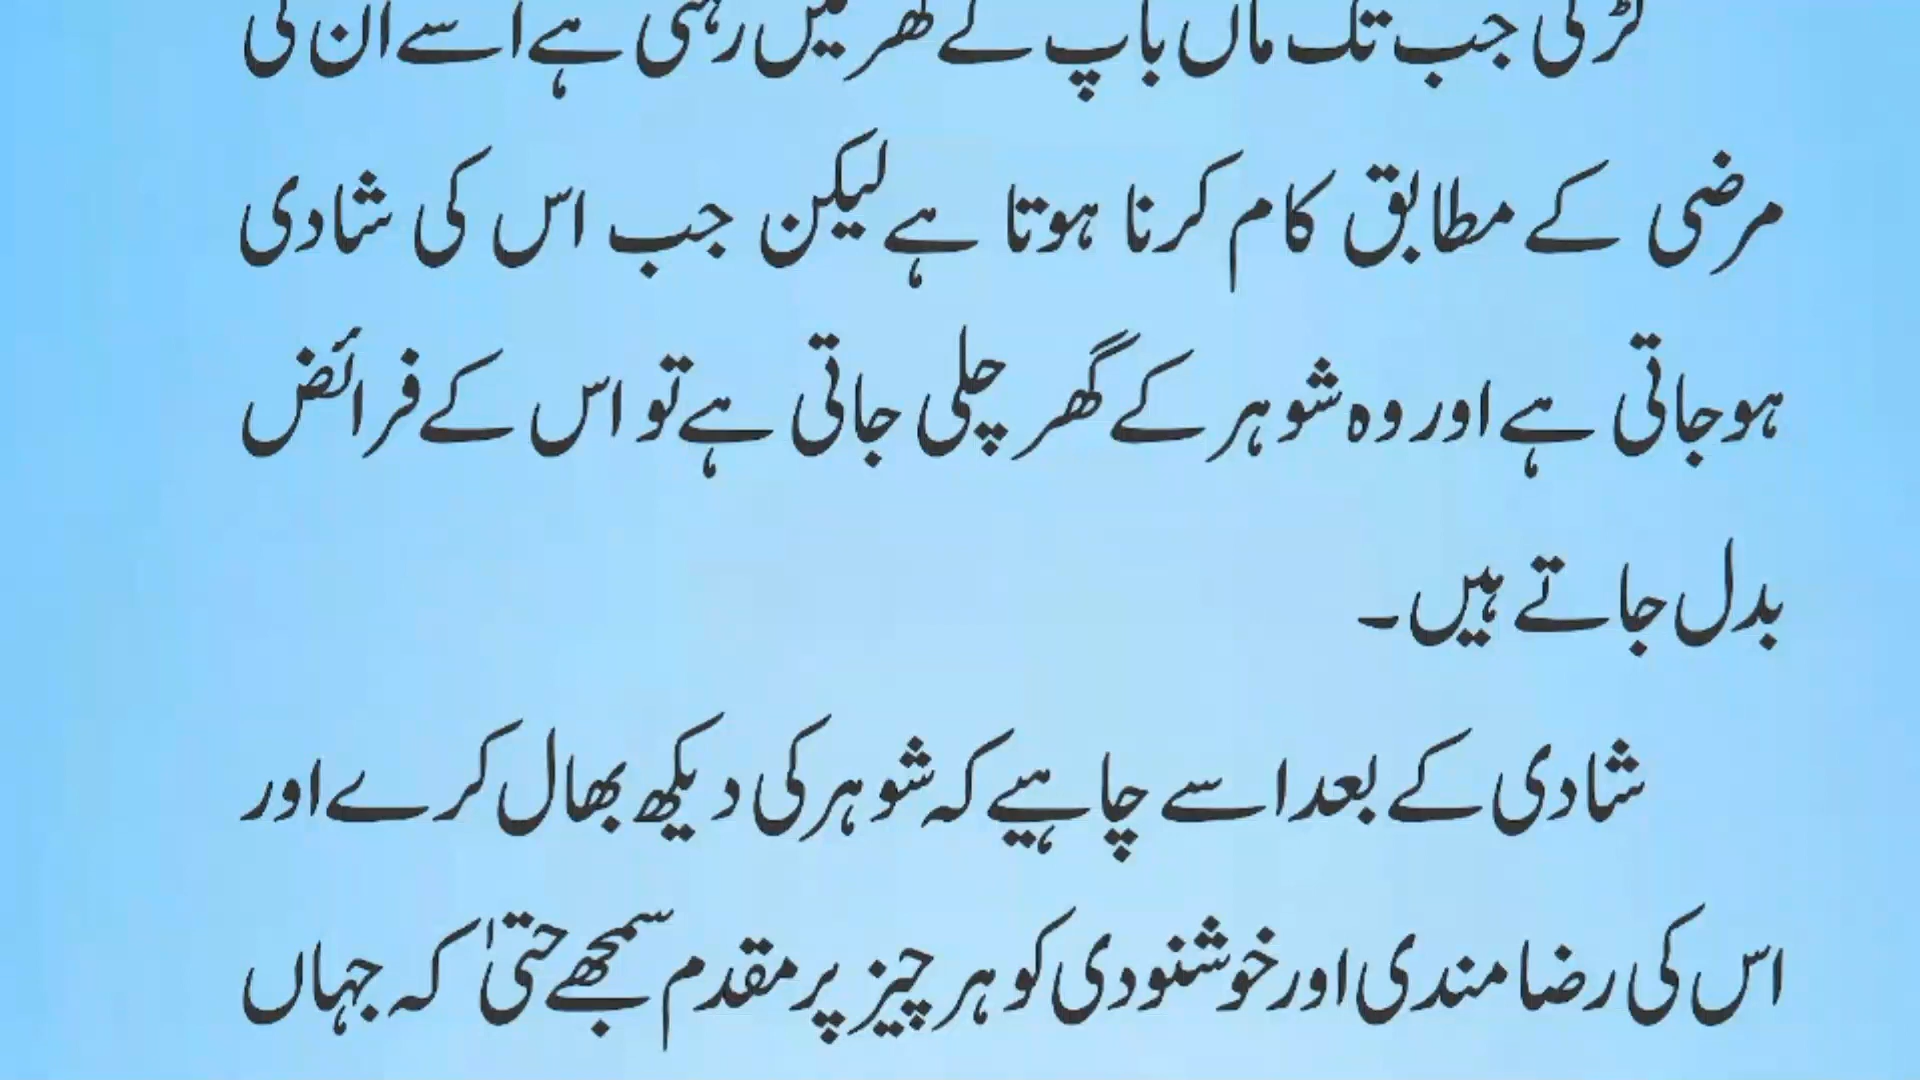 لڑکی جب تک ماں باپ کے گھر میں رہتی ہے اسے ان کی
مرضی کے مطابق کام کرنا ہوتا ہے لیکن جب اس کی شادی
ہوجاتی ہے اور وہ شوہر کے گھر چلی جاتی ہے تو اس کے فرائض
بدل جاتے ہیں۔
شادی کے بعد اسے چاہیے کہ شوہر کی دیکھ بھال کرے اور
اس کی رضا مندی اور خوشنودی کو ہر چیز پر مقدم سمجھے حتیٰ کہ جہاں